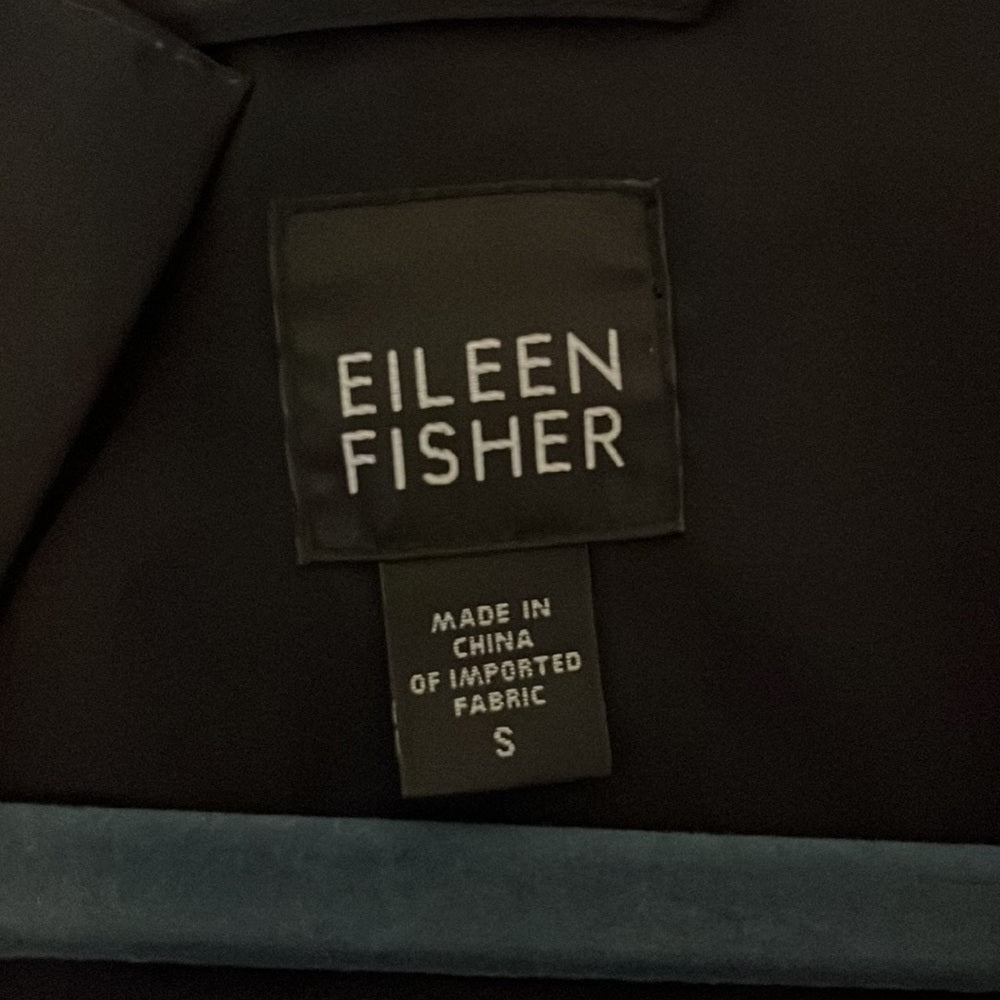 EILEEN
FISHER
MADE IN
CHINA
OF IMPORTED
FABRIC
S